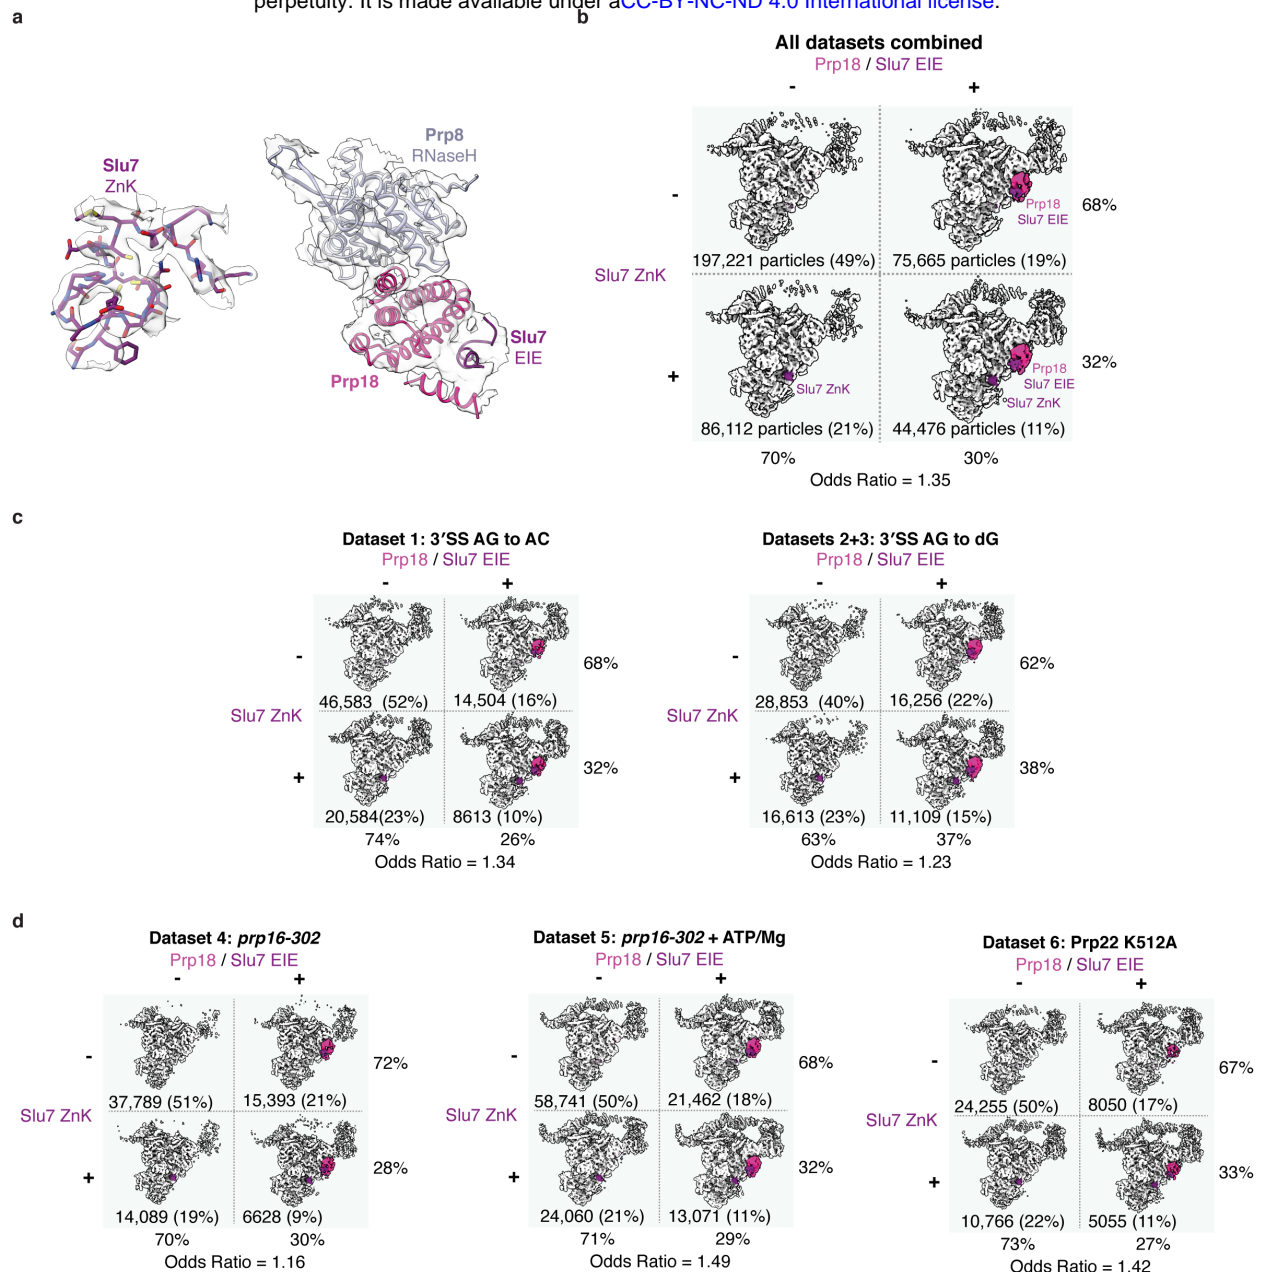 perpetuity. It is made available under aCC-BY-NC-ND 4.0 International license.
a
Slu7
ZnK
Prp8
RNaseH
Slu7
EIE
Prp18
b
All datasets combined
Prp18 / Slu7 EIE
- +
Slu7 ZnK
-
Prp18
Slu7 EIE
68%
197,221 particles (49%) 75,665 particles (19%)
+
Slu7 ZnK
Prp18
Slu7 EIE
Slu7 ZnK
32%
86,112 particles (21%) 44,476 particles (11%)
70% 30%
Odds Ratio = 1.35
c
Dataset 1: 3′SS AG to AC
Prp18 / Slu7 EIE
- +
- 68%
46,583 (52%) 14,504 (16%)
Slu7 ZnK
+ 32%
20,584(23%) 8613 (10%)
74% 26%
Odds Ratio = 1.34
Datasets 2+3: 3′SS AG to dG
Prp18 / Slu7 EIE
- +
- 62%
28,853 (40%) 16,256 (22%)
Slu7 ZnK
+ 38%
16,613 (23%) 11,109 (15%)
63% 37%
Odds Ratio = 1.23
d
Dataset 4: prp16-302
Prp18 / Slu7 EIE
- +
- 72%
37,789 (51%) 15,393 (21%)
Slu7 ZnK
+ 28%
14,089 (19%) 6628 (9%)
70% 30%
Odds Ratio = 1.16
Dataset 5: prp16-302 + ATP/Mg
Prp18 / Slu7 EIE
- +
- 68%
58,741 (50%) 21,462 (18%)
Slu7 ZnK
+ 32%
24,060 (21%) 13,071 (11%)
71% 29%
Odds Ratio = 1.49
Dataset 6: Prp22 K512A
Prp18 / Slu7 EIE
- +
- 67%
24,255 (50%) 8050 (17%)
Slu7 ZnK
+ 33%
10,766 (22%) 5055 (11%)
73% 27%
Odds Ratio = 1.42